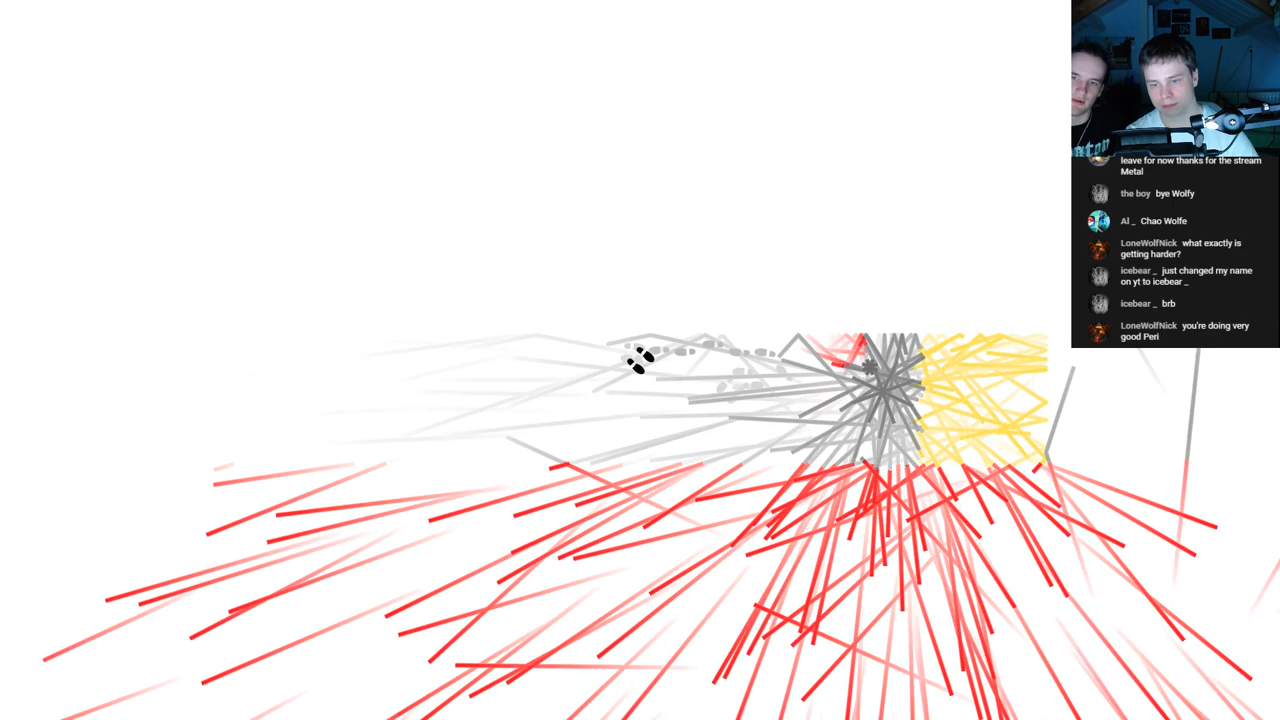 leave for now thanks for the stream
Metal
the boy bye Wolfy
Al _ Chao Wolfe
LoneWolfNick what exactly is
getting harder?
icebear _ just changed my name
on yt to icebear _
icebear _ brb
LoneWolfNick you're doing very
good Peri